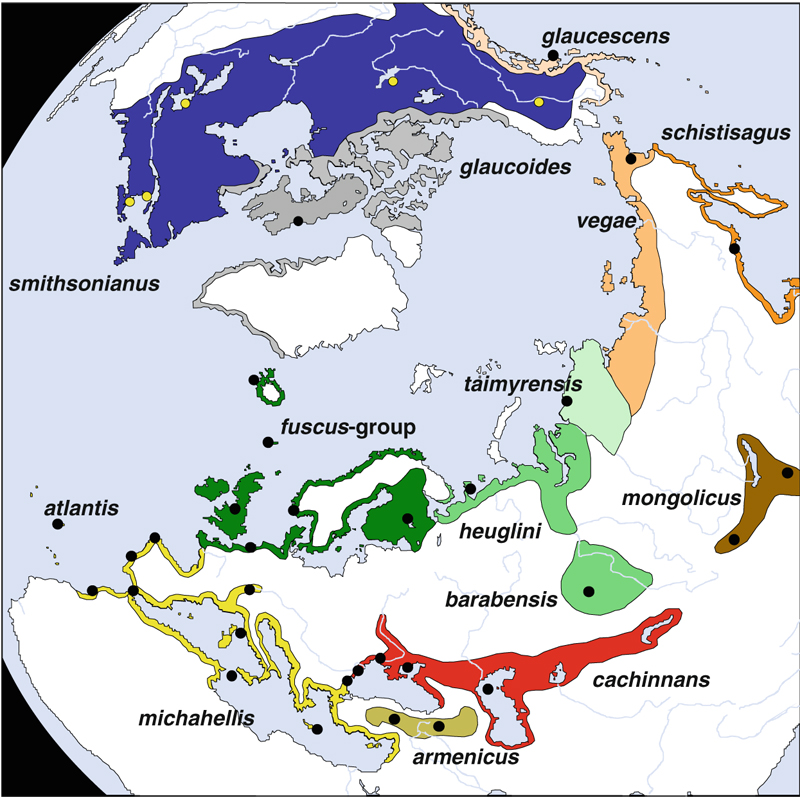 glaucescens
schistisagus
glaucoides
vegae
smithsonianus
taimyrensis
fuscus-group
mongolicus
atlantis
heuglini
barabensis
cachinnans
michahellis
armenicus